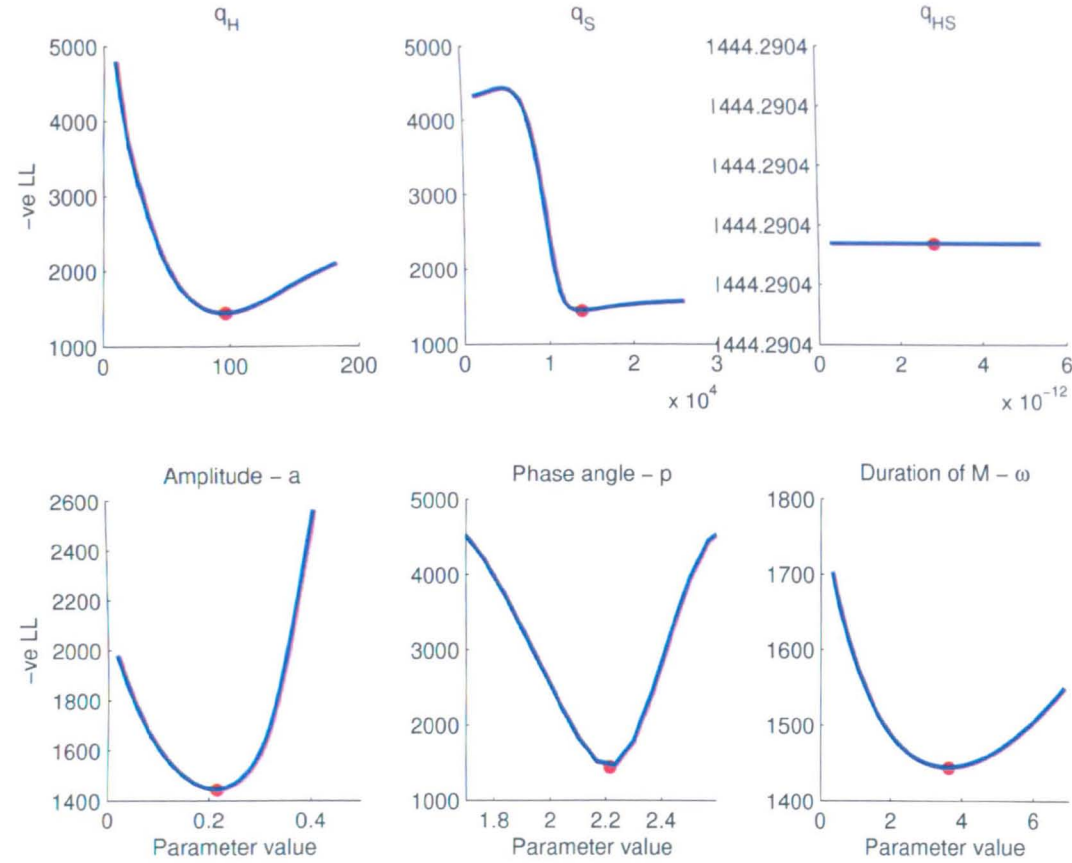 q_H q_S q_HS
5000 5000 1444.2904
4000 4000 1444.2904
3000 3000 1444.2904
2000 2000 1444.2904
1444.2904
1000 1000 1444.2904
–ve LL
0 100 200 0 1 2 3 0 2 4 6
x 10^4 x 10^-12
Amplitude – a Phase angle – p Duration of M – ω
2600 5000 1800
2400
2200 4000 1700
2000
1800 3000 1600
1600 2000 1500
1400 1000 1400
–ve LL
0 0.2 0.4 1.8 2 2.2 2.4 0 2 4 6
Parameter value Parameter value Parameter value